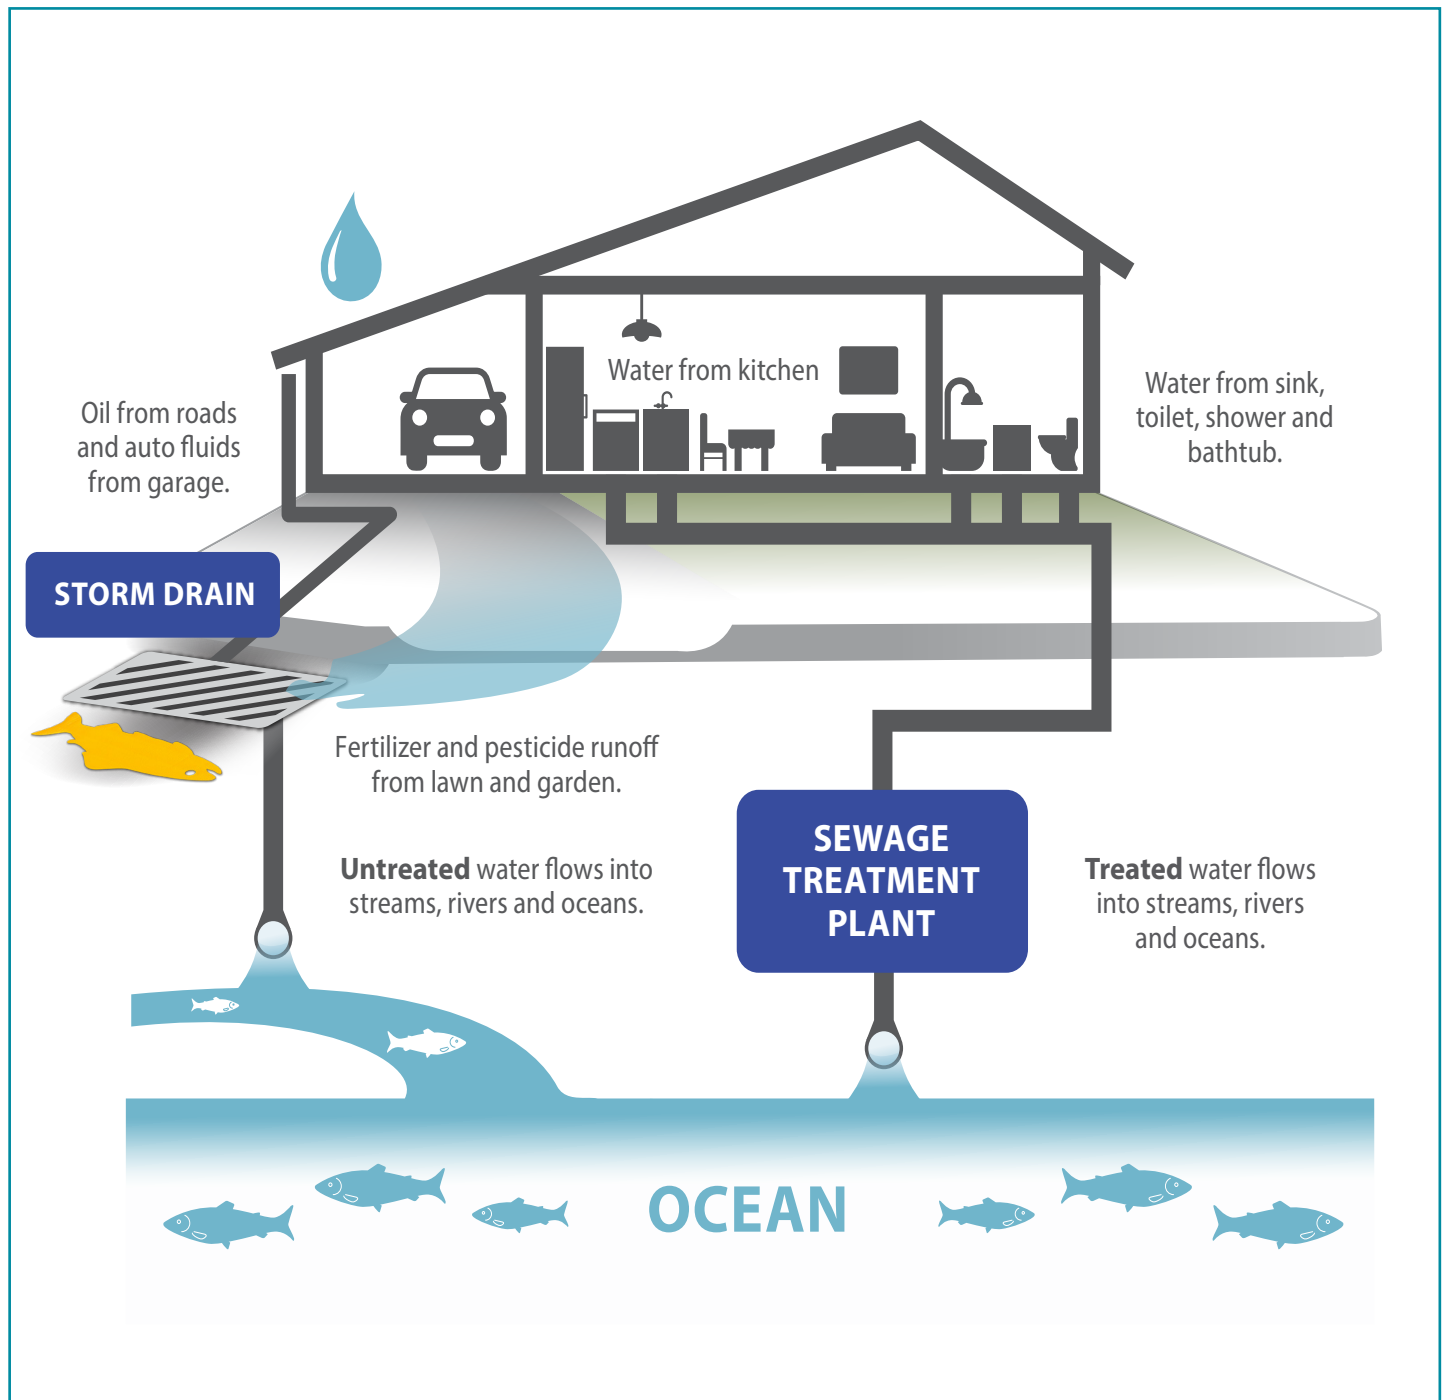 Water from kitchen
Oil from roads
and auto fluids
from garage.
Water from sink,
toilet, shower and
bathtub.
STORM DRAIN
Fertilizer and pesticide runoff
from lawn and garden.
Untreated water flows into
streams, rivers and oceans.
SEWAGE
TREATMENT
PLANT
Treated water flows
into streams, rivers
and oceans.
OCEAN